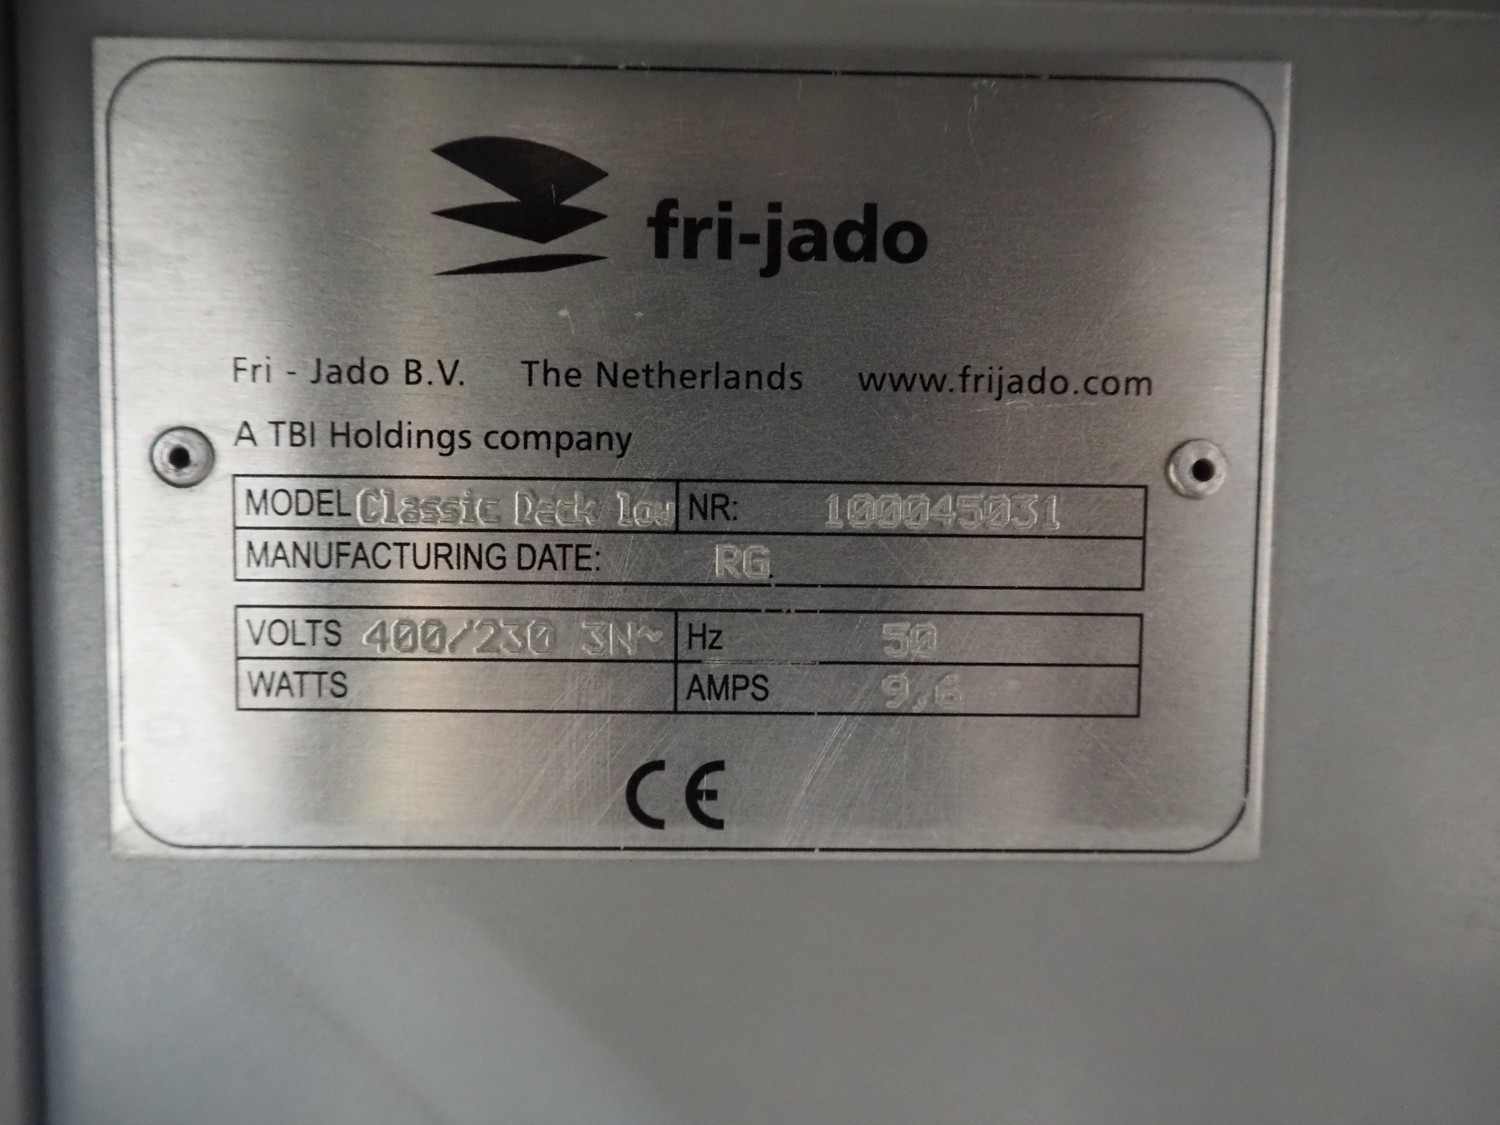 fri-jado
Fri - Jado B.V. The Netherlands www.frijado.com
A TBI Holdings company
MODEL Classic Deck low NR: 100045031
MANUFACTURING DATE: RG
VOLTS 400/230 3N~ Hz 50
WATTS AMPS 9,6
CE